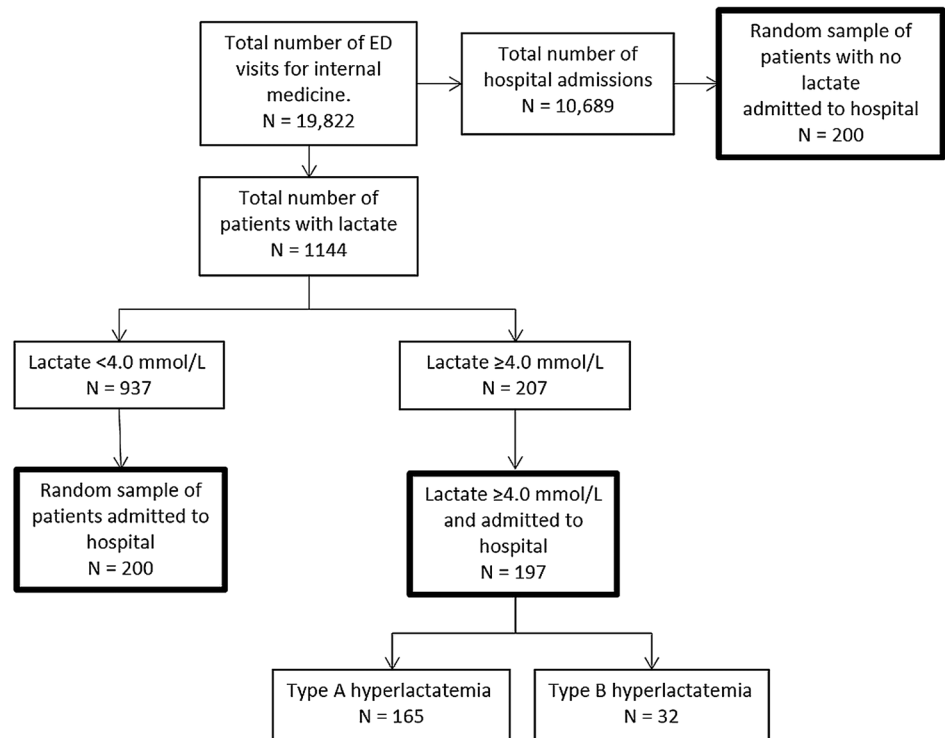 Total number of ED
visits for internal
medicine.
N = 19,822
Total number of
hospital admissions
N = 10,689
Random sample of
patients with no
lactate
admitted to hospital
N = 200
Total number of
patients with lactate
N = 1144
Lactate <4.0 mmol/L
N = 937
Lactate ≥4.0 mmol/L
N = 207
Random sample of
patients admitted to
hospital
N = 200
Lactate ≥4.0 mmol/L
and admitted to
hospital
N = 197
Type A hyperlactatemia
N = 165
Type B hyperlactatemia
N = 32